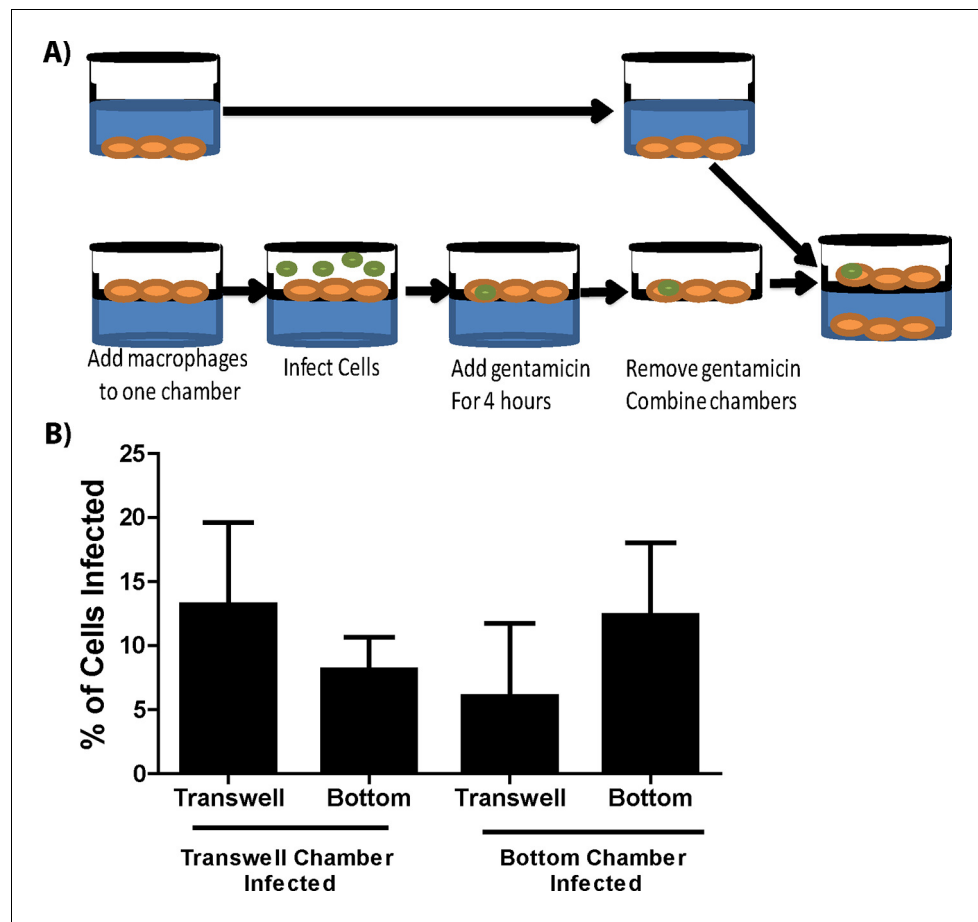 A)
Add macrophages
to one chamber
Infect Cells
Add gentamicin
For 4 hours
Remove gentamicin
Combine chambers
B)
% of Cells Infected
25
20
15
10
5
0
Transwell Bottom Transwell Bottom
Transwell Chamber
Infected
Bottom Chamber
Infected